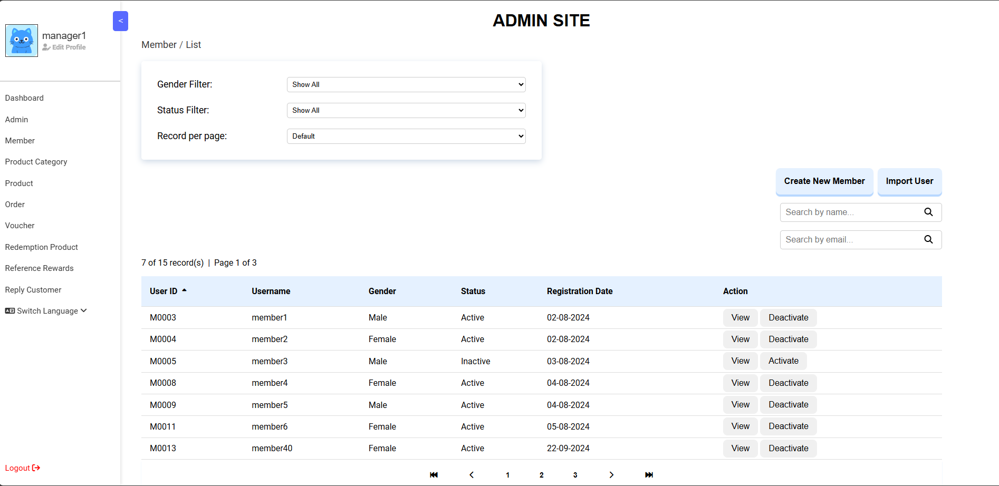 <
ADMIN SITE
manager1
Edit Profile
Member / List
Gender Filter: Show All
Status Filter: Show All
Record per page: Default
Dashboard
Admin
Member
Product Category
Product
Order
Voucher
Redemption Product
Reference Rewards
Reply Customer
Switch Language
Logout
Create New Member Import User
Search by name...
Search by email...
7 of 15 record(s) | Page 1 of 3
User ID Username Gender Status Registration Date Action
M0003 member1 Male Active 02-08-2024 View Deactivate
M0004 member2 Female Active 02-08-2024 View Deactivate
M0005 member3 Male Inactive 03-08-2024 View Activate
M0008 member4 Female Active 04-08-2024 View Deactivate
M0009 member5 Male Active 04-08-2024 View Deactivate
M0011 member6 Female Active 05-08-2024 View Deactivate
M0013 member40 Female Active 22-09-2024 View Deactivate
1 2 3